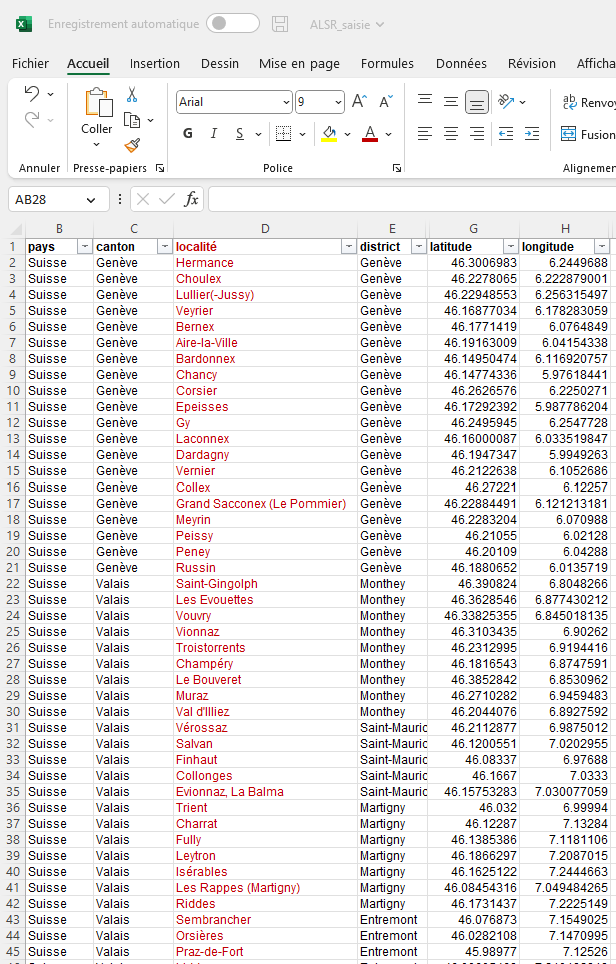 Enregistrement automatique ALSR_saisie
Fichier Accueil Insertion Dessin Mise en page Formules Données Révision Afficha
Coller Arial 9 A A ab Renvoy
G I S A Fusion
Annuler Presse-papiers Police Alignemen
AB28 fx
B C D E G H
1 pays canton localité district latitude longitude
2 Suisse Genève Hermance Genève 46.3006983 6.2449688
3 Suisse Genève Choulex Genève 46.2278065 6.222879001
4 Suisse Genève Lullier(-Jussy) Genève 46.22948553 6.256315497
5 Suisse Genève Veyrier Genève 46.16877034 6.178283059
6 Suisse Genève Bernex Genève 46.1771419 6.0764849
7 Suisse Genève Aire-la-Ville Genève 46.19163009 6.04154338
8 Suisse Genève Bardonnex Genève 46.14950474 6.116920757
9 Suisse Genève Chancy Genève 46.14774336 5.97618441
10 Suisse Genève Corsier Genève 46.2626576 6.2250271
11 Suisse Genève Epeisses Genève 46.17292392 5.987786204
12 Suisse Genève Gy Genève 46.2495945 6.2547728
13 Suisse Genève Laconnex Genève 46.16000087 6.033519847
14 Suisse Genève Dardagny Genève 46.1947347 5.9949263
15 Suisse Genève Vernier Genève 46.2122638 6.1052686
16 Suisse Genève Collex Genève 46.27221 6.12257
17 Suisse Genève Grand Sacconex (Le Pommier) Genève 46.22884491 6.121213181
18 Suisse Genève Meyrin Genève 46.2283204 6.070988
19 Suisse Genève Peissy Genève 46.21055 6.02128
20 Suisse Genève Peney Genève 46.20109 6.04288
21 Suisse Genève Russin Genève 46.1880652 6.0135719
22 Suisse Valais Saint-Gingolph Monthey 46.390824 6.8048266
23 Suisse Valais Les Evouettes Monthey 46.3628546 6.877430212
24 Suisse Valais Vouvry Monthey 46.33825355 6.845018135
25 Suisse Valais Vionnaz Monthey 46.3103435 6.90262
26 Suisse Valais Troistorrents Monthey 46.2312995 6.9194416
27 Suisse Valais Champéry Monthey 46.1816543 6.8747591
28 Suisse Valais Le Bouveret Monthey 46.3852842 6.8530962
29 Suisse Valais Muraz Monthey 46.2710282 6.9459483
30 Suisse Valais Val d'Illiez Monthey 46.2044076 6.8927592
31 Suisse Valais Vérossaz Saint-Mauric 46.2112877 6.9875012
32 Suisse Valais Salvan Saint-Mauric 46.1200551 7.0202955
33 Suisse Valais Finhaut Saint-Mauric 46.08337 6.97688
34 Suisse Valais Collonges Saint-Mauric 46.1667 7.0333
35 Suisse Valais Evionnaz, La Balma Saint-Mauric 46.15753283 7.030077059
36 Suisse Valais Trient Martigny 46.032 6.99994
37 Suisse Valais Charrat Martigny 46.12287 7.13284
38 Suisse Valais Fully Martigny 46.1385386 7.1181106
39 Suisse Valais Leytron Martigny 46.1866297 7.2087015
40 Suisse Valais Isérables Martigny 46.1625122 7.2444663
41 Suisse Valais Les Rappes (Martigny) Martigny 46.08454316 7.049484265
42 Suisse Valais Riddes Martigny 46.1731437 7.2225149
43 Suisse Valais Sembrancher Entremont 46.076873 7.1549025
44 Suisse Valais Orsières Entremont 46.0282108 7.1470995
45 Suisse Valais Praz-de-Fort Entremont 45.98977 7.12526